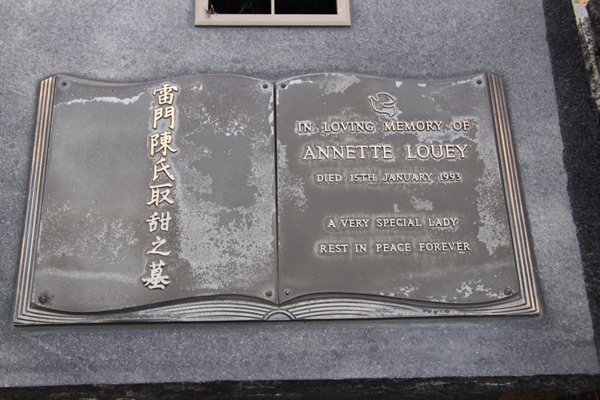 雷門陳氏取甜之墓
IN LOVING MEMORY OF
ANNETTE LOUEY
DIED 15TH JANUARY 1993
A VERY SPECIAL LADY
REST IN PEACE FOREVER